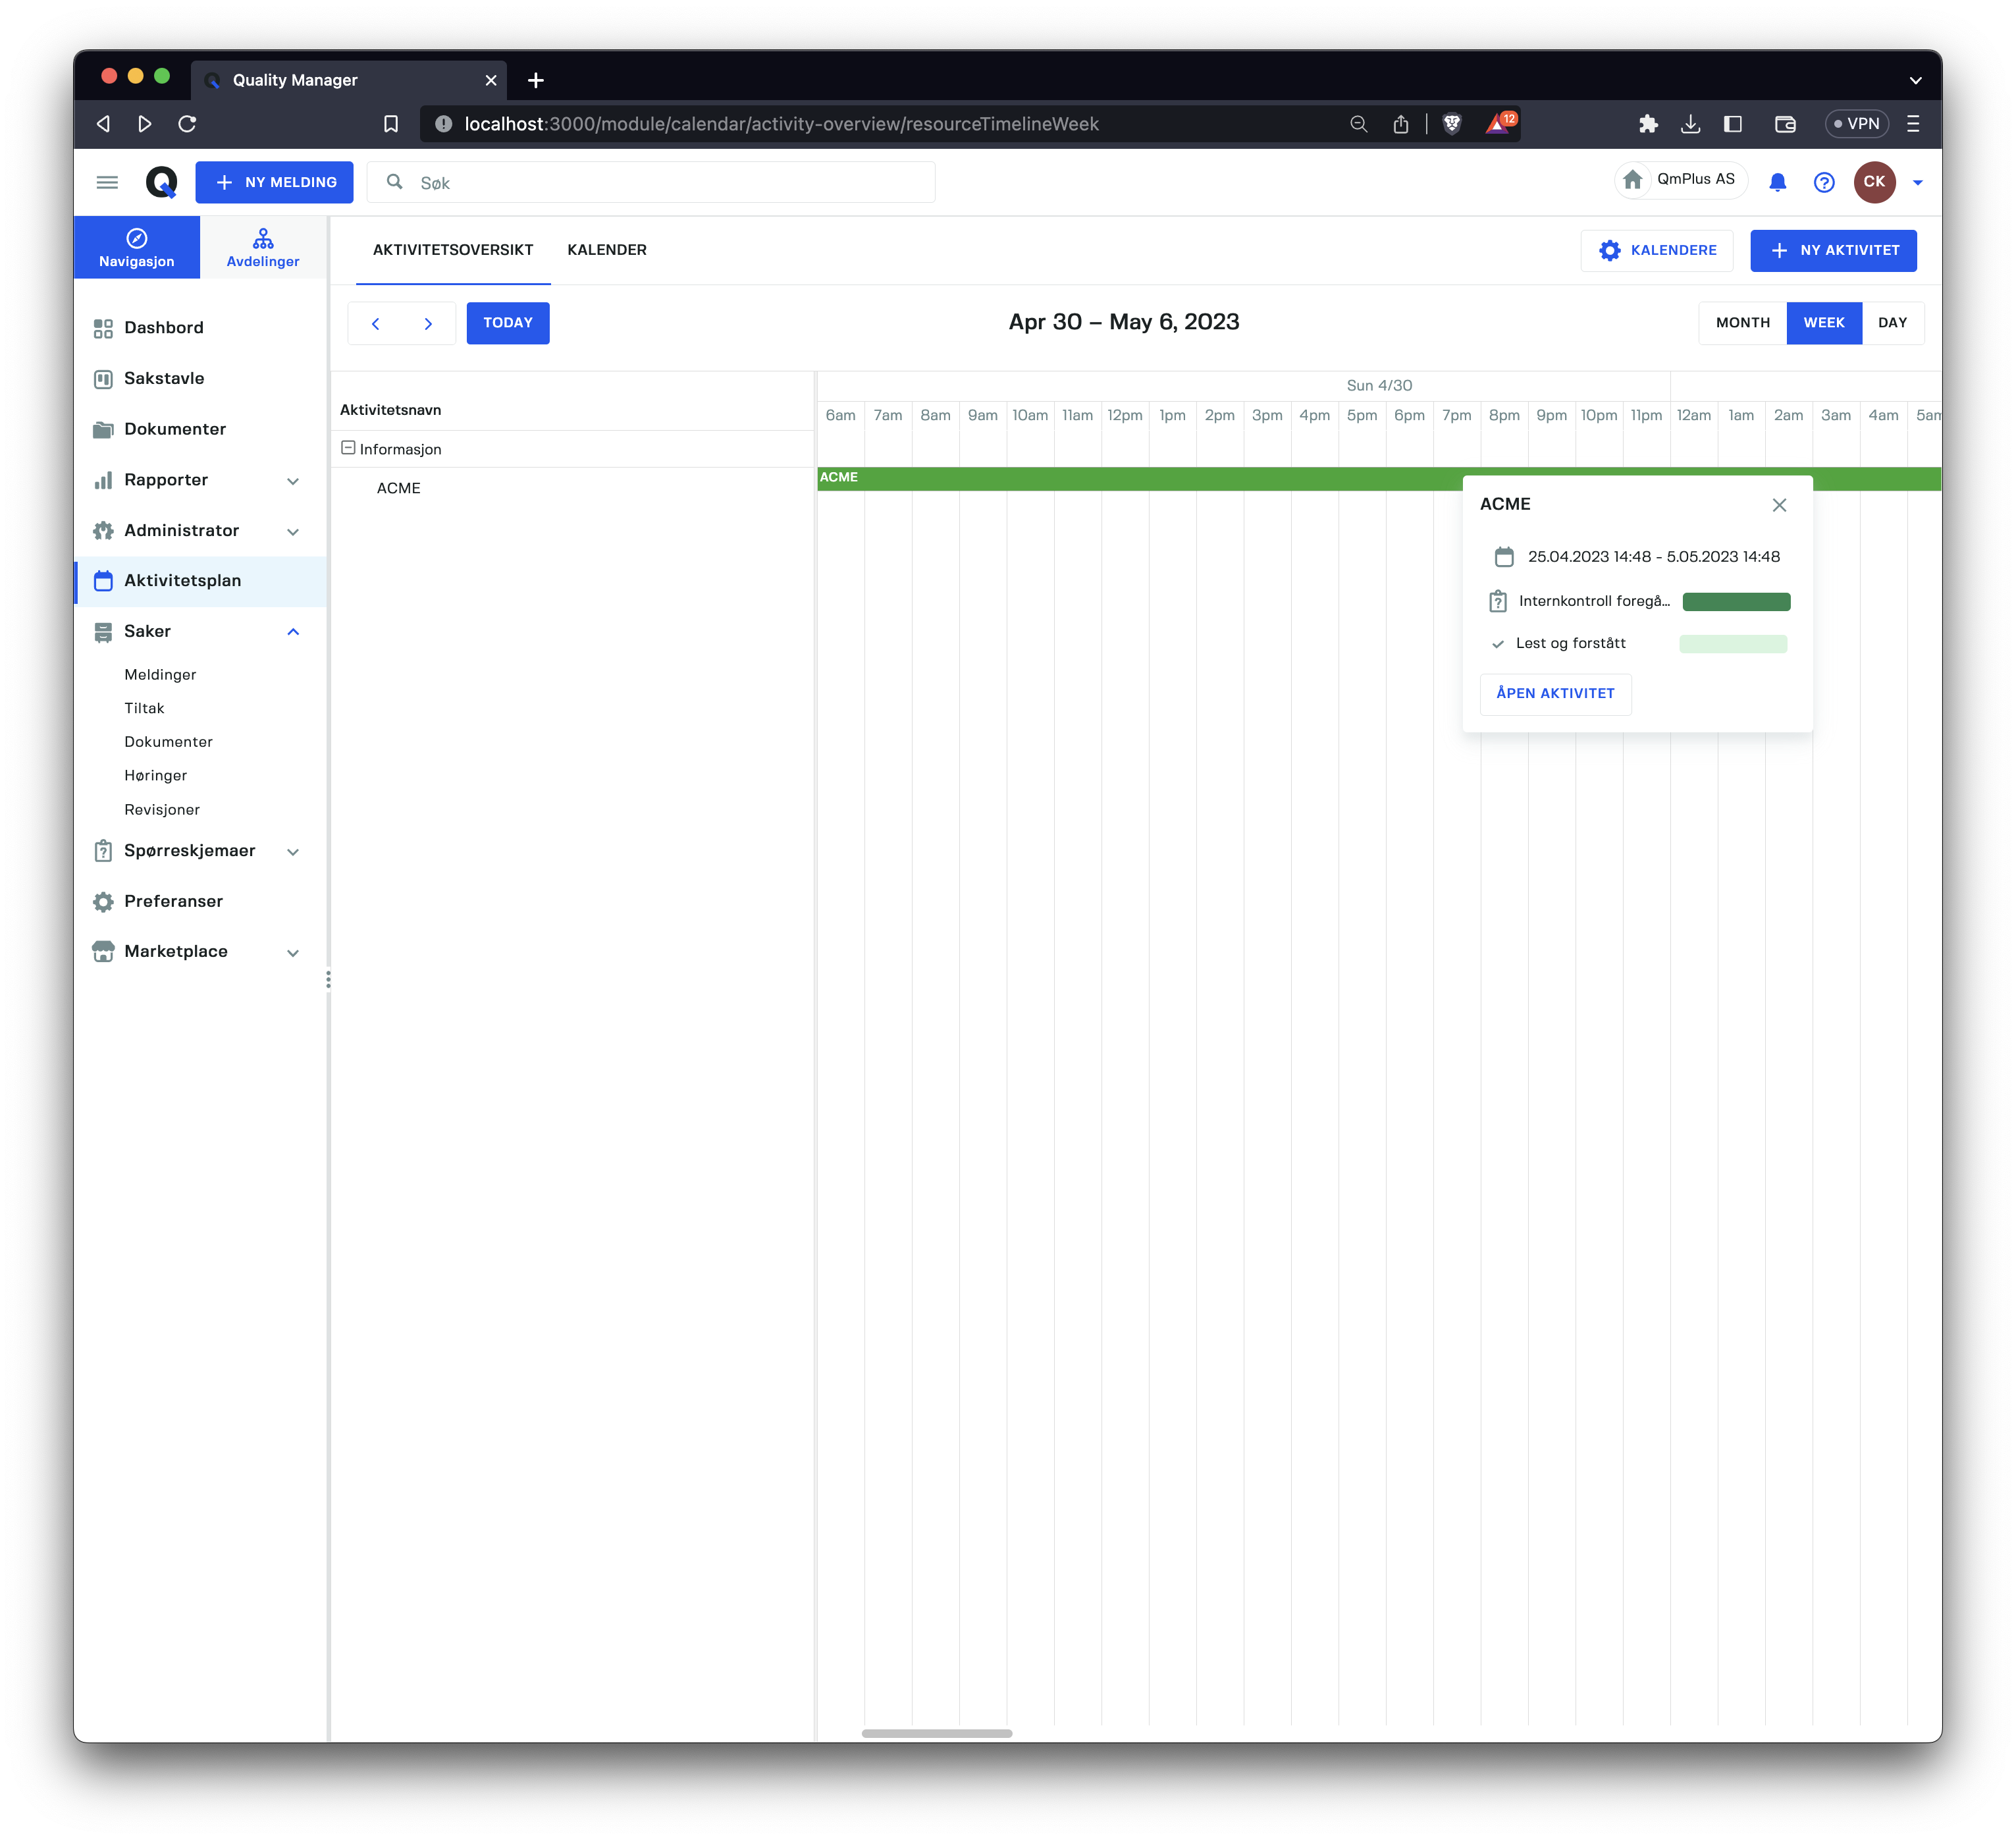 Quality Manager
localhost:3000/module/calendar/activity-overview/resourceTimelineWeek
12
VPN
NY MELDING
Søk
QmPlus AS
CK
Navigasjon
Avdelinger
AKTIVITETSOVERSIKT
KALENDER
KALENDERE
NY AKTIVITET
TODAY
Apr 30 – May 6, 2023
MONTH
WEEK
DAY
Dashbord
Sakstavle
Dokumenter
Rapporter
Administrator
Aktivitetsplan
Saker
Meldinger
Tiltak
Dokumenter
Høringer
Revisjoner
Spørreskjemaer
Preferanser
Marketplace
Aktivitetsnavn
Informasjon
ACME
Sun 4/30
6am 7am 8am 9am 10am 11am 12pm 1pm 2pm 3pm 4pm 5pm 6pm 7pm 8pm 9pm 10pm 11pm 12am 1am 2am 3am 4am 5am
ACME
ACME
25.04.2023 14:48 - 5.05.2023 14:48
Internkontroll foregå...
Lest og forstått
ÅPEN AKTIVITET